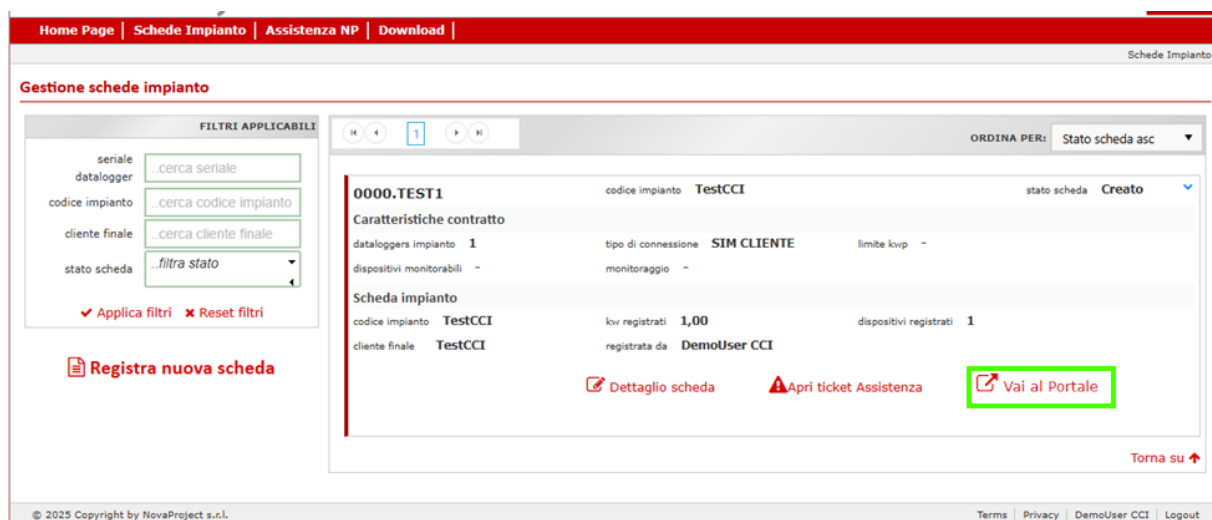 Home Page | Schede Impianto | Assistenza NP | Download |
Schede Impianto
Gestione schede impianto
FILTRI APPLICABILI
seriale datalogger ..cerca seriale
codice impianto ..cerca codice impianto
cliente finale ..cerca cliente finale
stato scheda ..filtra stato
Applica filtri Reset filtri
Registra nuova scheda
1
ORDINA PER: Stato scheda asc
0000.TEST1 codice impianto TestCCI stato scheda Creato
Caratteristiche contratto
dataloggers impianto 1 tipo di connessione SIM CLIENTE limite kwp -
dispositivi monitorabili - monitoraggio -
Scheda impianto
codice impianto TestCCI kw registrati 1,00 dispositivi registrati 1
cliente finale TestCCI registrata da DemoUser CCI
Dettaglio scheda Apri ticket Assistenza Vai al Portale
Torna su
© 2025 Copyright by NovaProject s.r.l. Terms | Privacy | DemoUser CCI | Logout